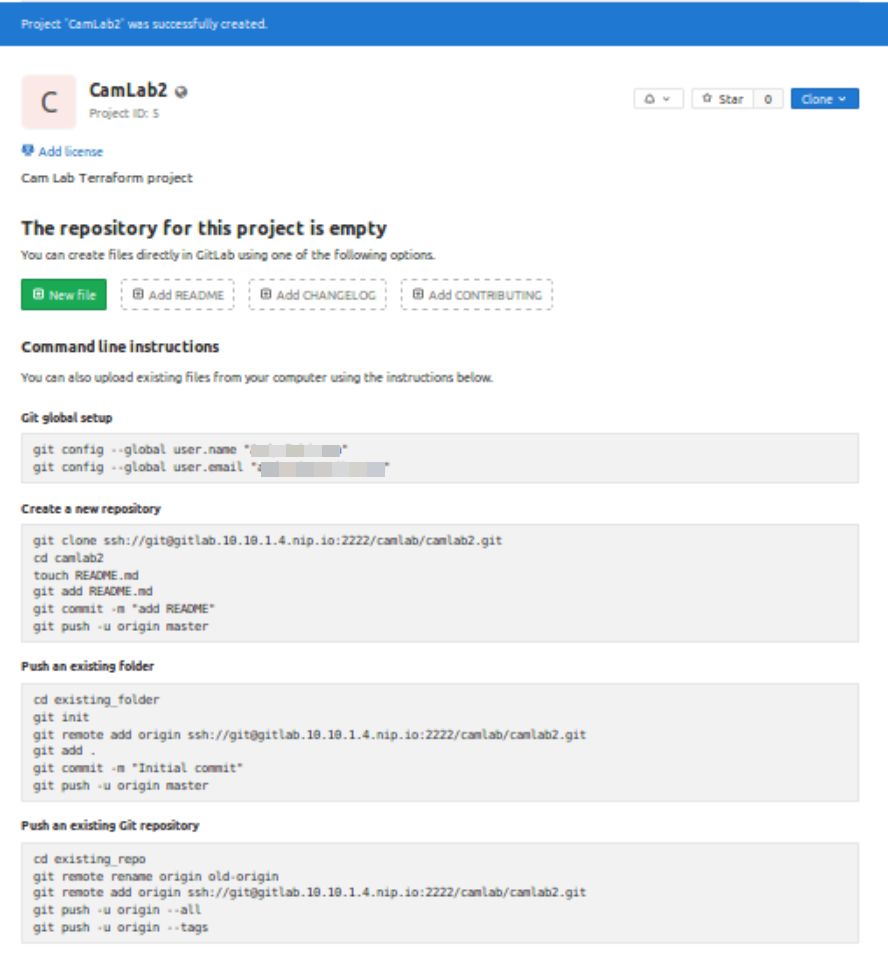 Project 'CamLab2' was successfully created.
C
CamLab2
Project ID: 5
Star 0
Clone
Add license
Cam Lab Terraform project
The repository for this project is empty
You can create files directly in GitLab using one of the following options.
New file
Add README
Add CHANGELOG
Add CONTRIBUTING
Command line instructions
You can also upload existing files from your computer using the instructions below.
Git global setup
git config --global user.name "
git config --global user.email "
Create a new repository
git clone ssh://git@gitlab.10.10.1.4.nip.io:2222/camlab/camlab2.git
cd camlab2
touch README.md
git add README.md
git commit -m "add README"
git push -u origin master
Push an existing folder
cd existing_folder
git init
git remote add origin ssh://git@gitlab.10.10.1.4.nip.io:2222/camlab/camlab2.git
git add .
git commit -m "Initial commit"
git push -u origin master
Push an existing Git repository
cd existing_repo
git remote rename origin old-origin
git remote add origin ssh://git@gitlab.10.10.1.4.nip.io:2222/camlab/camlab2.git
git push -u origin --all
git push -u origin --tags